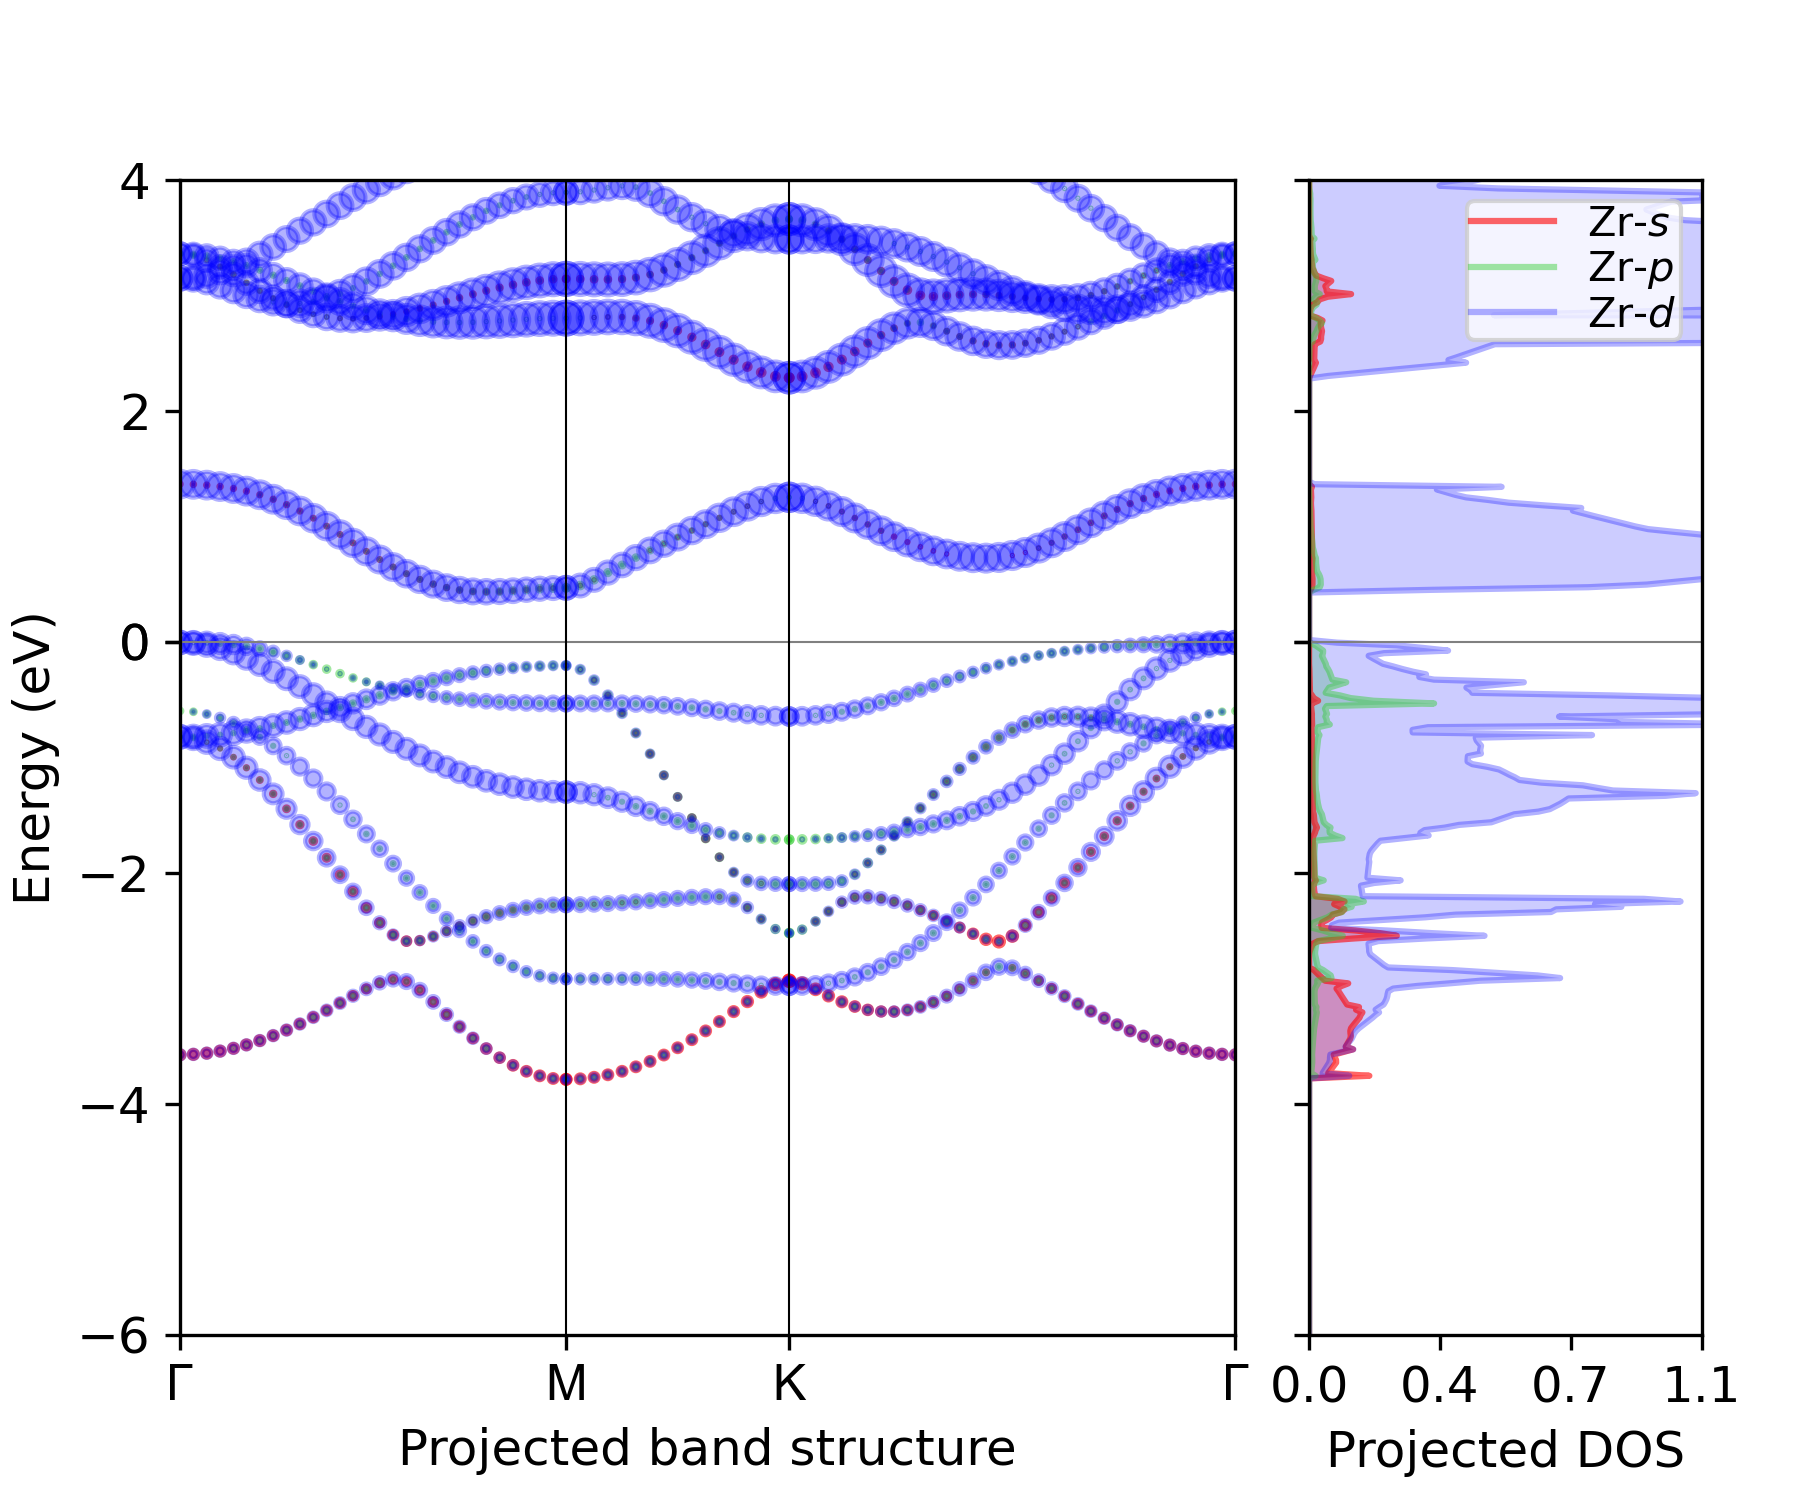 4
2
0
−2
−4
−6
Energy (eV)
Γ M K Γ
Projected band structure
Zr-s
Zr-p
Zr-d
0.0 0.4 0.7 1.1
Projected DOS